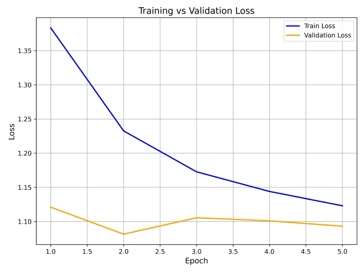 Training vs Validation Loss
Train Loss
Validation Loss
1.35
1.30
1.25
1.20
1.15
1.10
Loss
1.0 1.5 2.0 2.5 3.0 3.5 4.0 4.5 5.0
Epoch